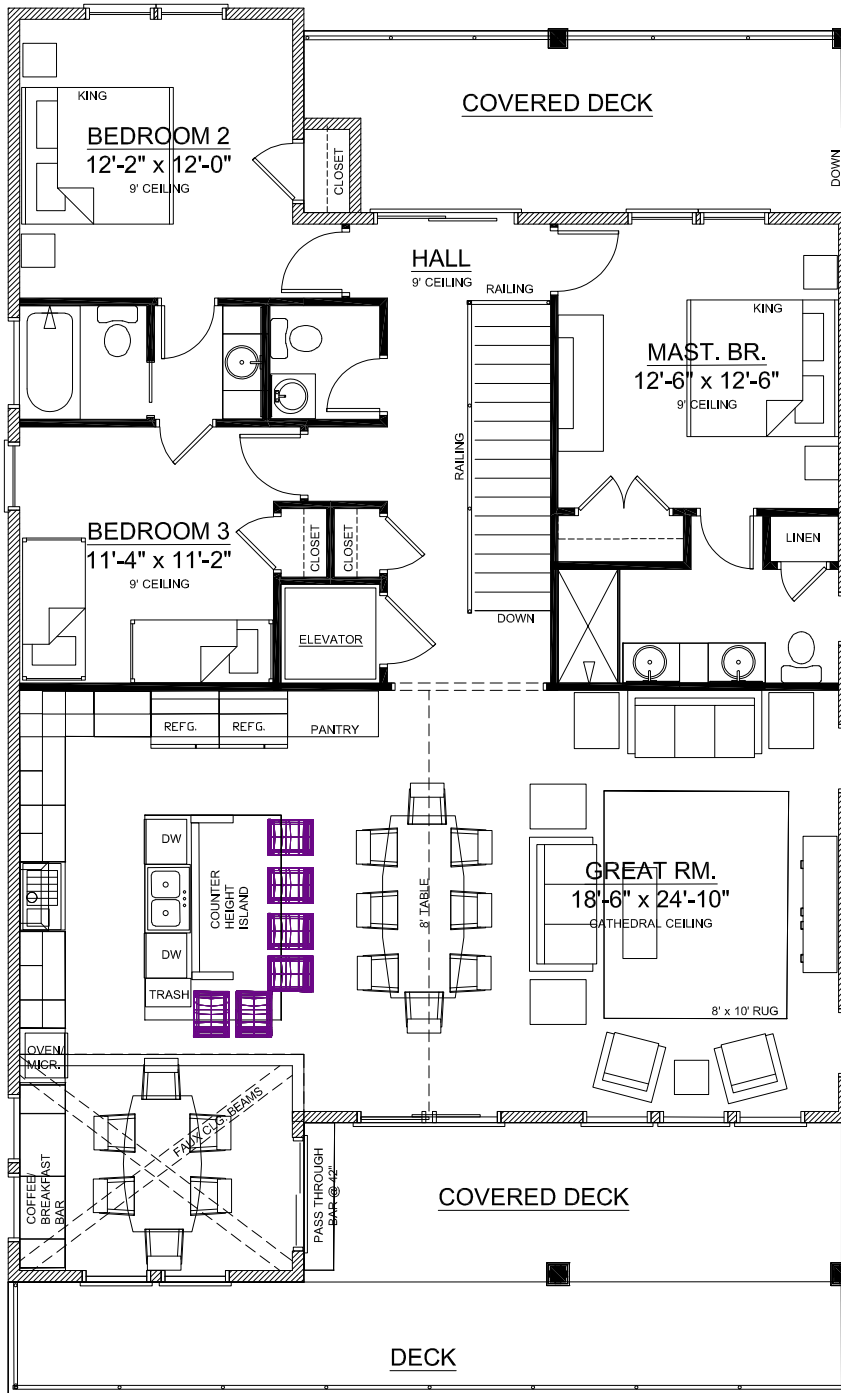 COVERED DECK
KING
BEDROOM 2
12'-2" x 12'-0"
9' CEILING
CLOSET
DOWN
HALL
9' CEILING
RAILING
KING
MAST. BR.
12'-6" x 12'-6"
9' CEILING
RAILING
BEDROOM 3
11'-4" x 11'-2"
9' CEILING
CLOSET
CLOSET
LINEN
ELEVATOR
DOWN
REFG.
REFG.
PANTRY
DW
COUNTER
HEIGHT
ISLAND
DW
TRASH
8' TABLE
GREAT RM.
18'-6" x 24'-10"
CATHEDRAL CEILING
8' x 10' RUG
OVEN/
MICR.
FAUX CLG. BEAMS
COFFEE/
BREAKFAST
BAR
PASS THROUGH
BAR @ 42"
COVERED DECK
DECK